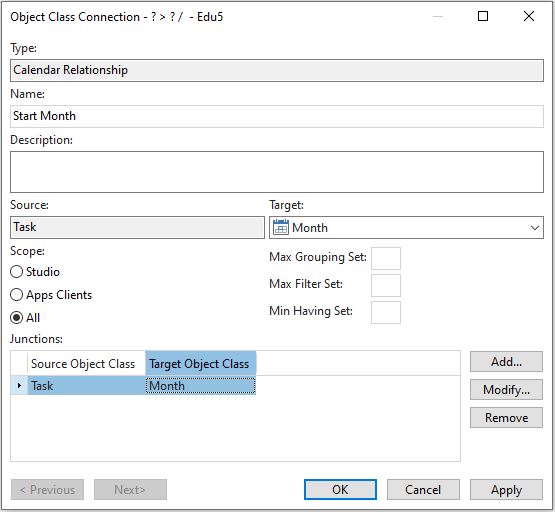 Object Class Connection - ? > ? / - Edu5
Type:
Calendar Relationship
Name:
Start Month
Description:
Source:
Target:
Task
Month
Scope:
Max Grouping Set:
Studio
Max Filter Set:
Apps Clients
Min Having Set:
All
Junctions:
Source Object Class
Target Object Class
Add...
Task
Month
Modify...
Remove
< Previous
Next>
OK
Cancel
Apply